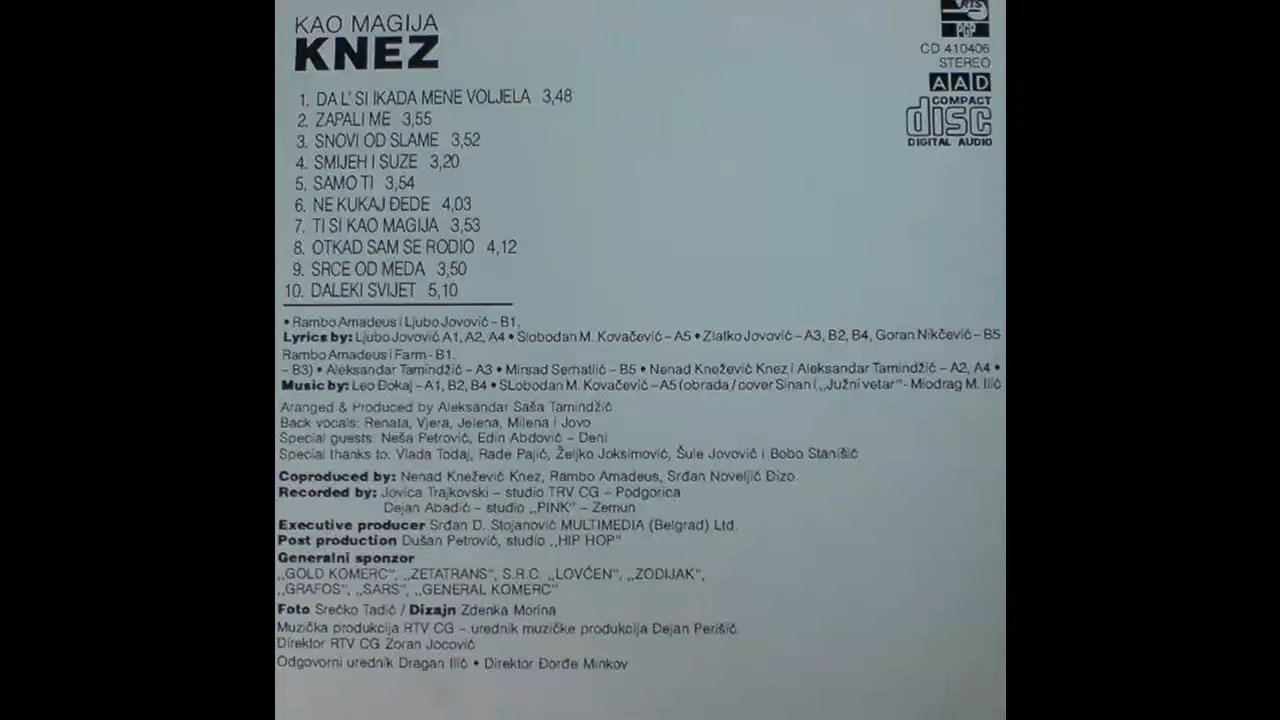 KAO MAGIJA
KNEZ
RTS
PGP
CD 410406
STEREO
AAD
COMPACT
disc
DIGITAL AUDIO
1. DA L' SI IKADA MENE VOLJELA 3,48
2. ZAPALI ME 3,55
3. SNOVI OD SLAME 3,52
4. SMIJEH I SUZE 3,20
5. SAMO TI 3,54
6. NE KUKAJ ĐEDE 4,03
7. TI SI KAO MAGIJA 3,53
8. OTKAD SAM SE RODIO 4,12
9. SRCE OD MEDA 3,50
10. DALEKI SVIJET 5,10
• Rambo Amadeus i Ljubo Jovović – B1,
Lyrics by: Ljubo Jovović A1, A2, A4 • Slobodan M. Kovačević – A5 • Zlatko Jovović – A3, B2, B4, Goran Nikčević – B5
Rambo Amadeus i Farm - B1.
– B3) • Aleksandar Tamindžić – A3 • Mirsad Serhatlić – B5 • Nenad Knežević Knez i Aleksandar Tamindžić – A2, A4 •
Music by: Leo Đokaj – A1, B2, B4 • SLobodan M. Kovačević – A5 (obrada / cover Sinan i „Južni vetar" - Miodrag M. Ilić
Aranged & Produced by Aleksandar Saša Tamindžić
Back vocals: Renata, Vjera, Jelena, Milena i Jovo
Special guests: Neša Petrović, Edin Abdović – Deni
Special thanks to: Vlada Todaj, Rade Pajić, Željko Joksimović, Šule Jovović i Bobo Stanišić
Coproduced by: Nenad Knežević Knez, Rambo Amadeus, Srđan Noveljić Đizo
Recorded by: Jovica Trajkovski – studio TRV CG – Podgorica
Dejan Abadić – studio „PINK" – Zemun
Executive producer Srđan D. Stojanović MULTIMEDIA (Belgrad) Ltd.
Post production Dušan Petrović, studio „HIP HOP"
Generalni sponzor
„GOLD KOMERC", „ZETATRANS", S.R.C. „LOVĆEN", „ZODIJAK",
„GRAFOS", „SARS", „GENERAL KOMERC"
Foto Srećko Tadić / Dizajn Zdenka Morina
Muzička produkcija RTV CG – urednik muzičke produkcija Dejan Perišić
Direktor RTV CG Zoran Jocović
Odgovorni urednik Dragan Ilić • Direktor Đorđe Minkov